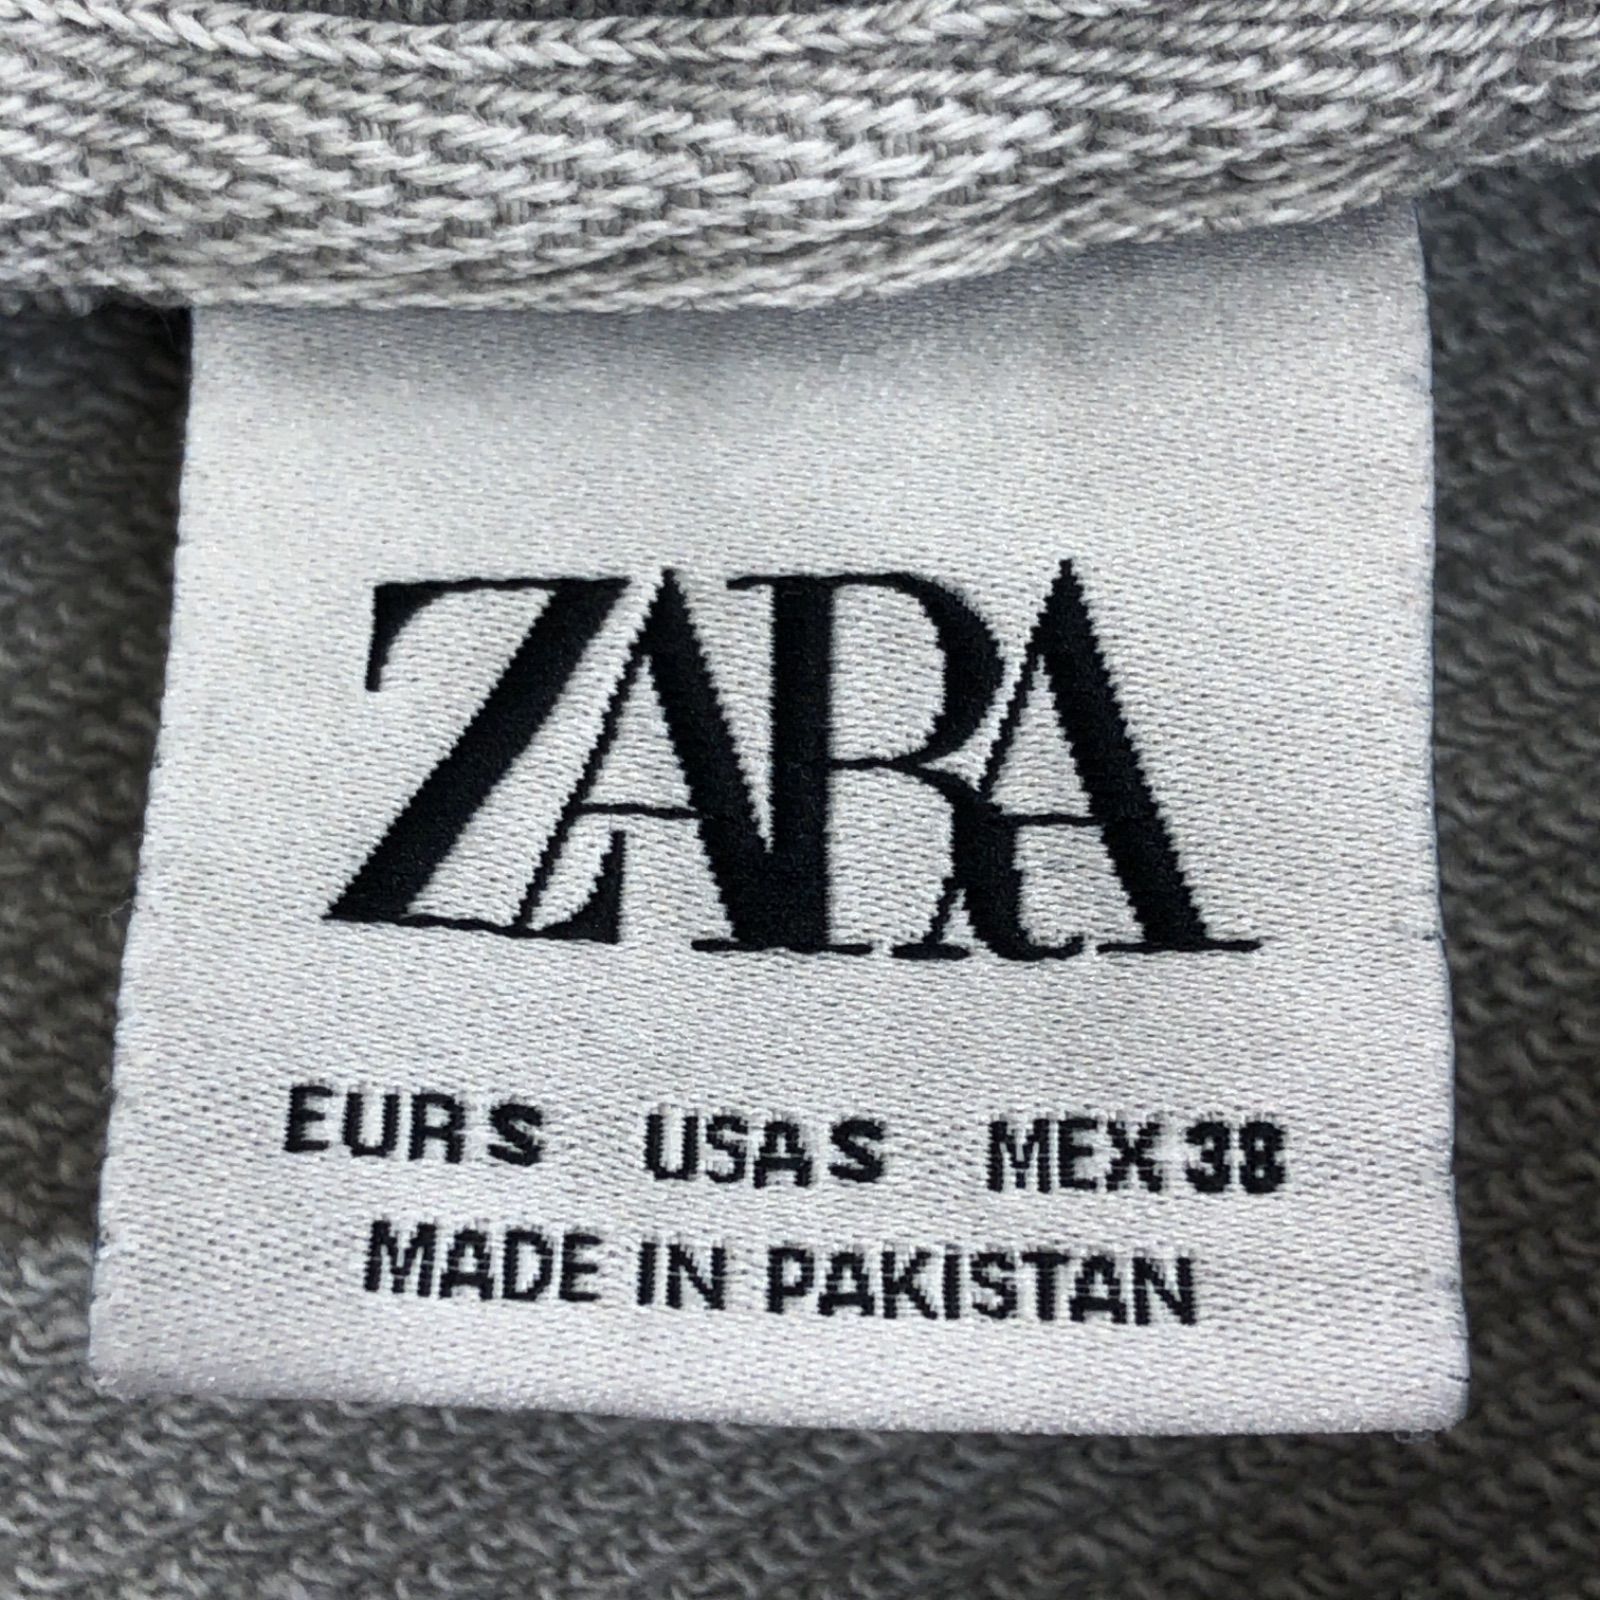 ZARA
EUR S USA S MEX 38
MADE IN PAKISTAN